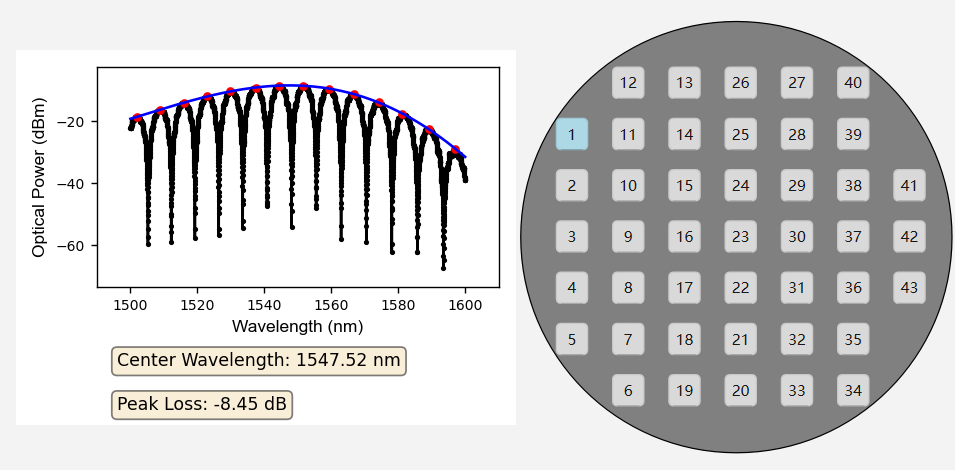 Optical Power (dBm)
−20
−40
−60
1500 1520 1540 1560 1580 1600
Wavelength (nm)
Center Wavelength: 1547.52 nm
Peak Loss: -8.45 dB
12 13 26 27 40
1 11 14 25 28 39
2 10 15 24 29 38 41
3 9 16 23 30 37 42
4 8 17 22 31 36 43
5 7 18 21 32 35
6 19 20 33 34